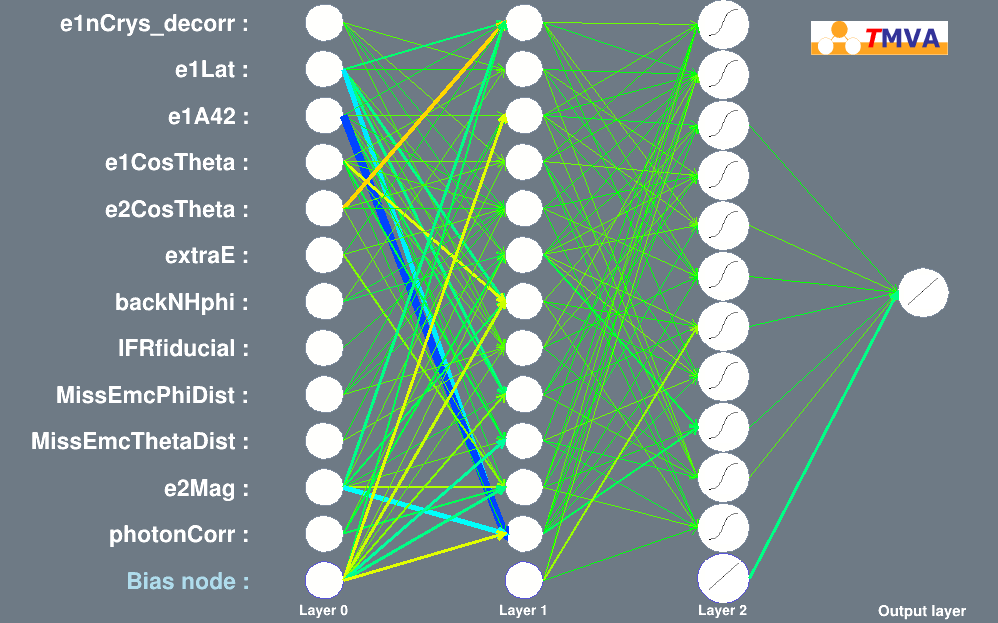 e1nCrys_decorr :
TMVA
e1Lat :
e1A42 :
e1CosTheta :
e2CosTheta :
extraE :
backNHphi :
IFRfiducial :
MissEmcPhiDist :
MissEmcThetaDist :
e2Mag :
photonCorr :
Bias node :
Layer 0
Layer 1
Layer 2
Output layer